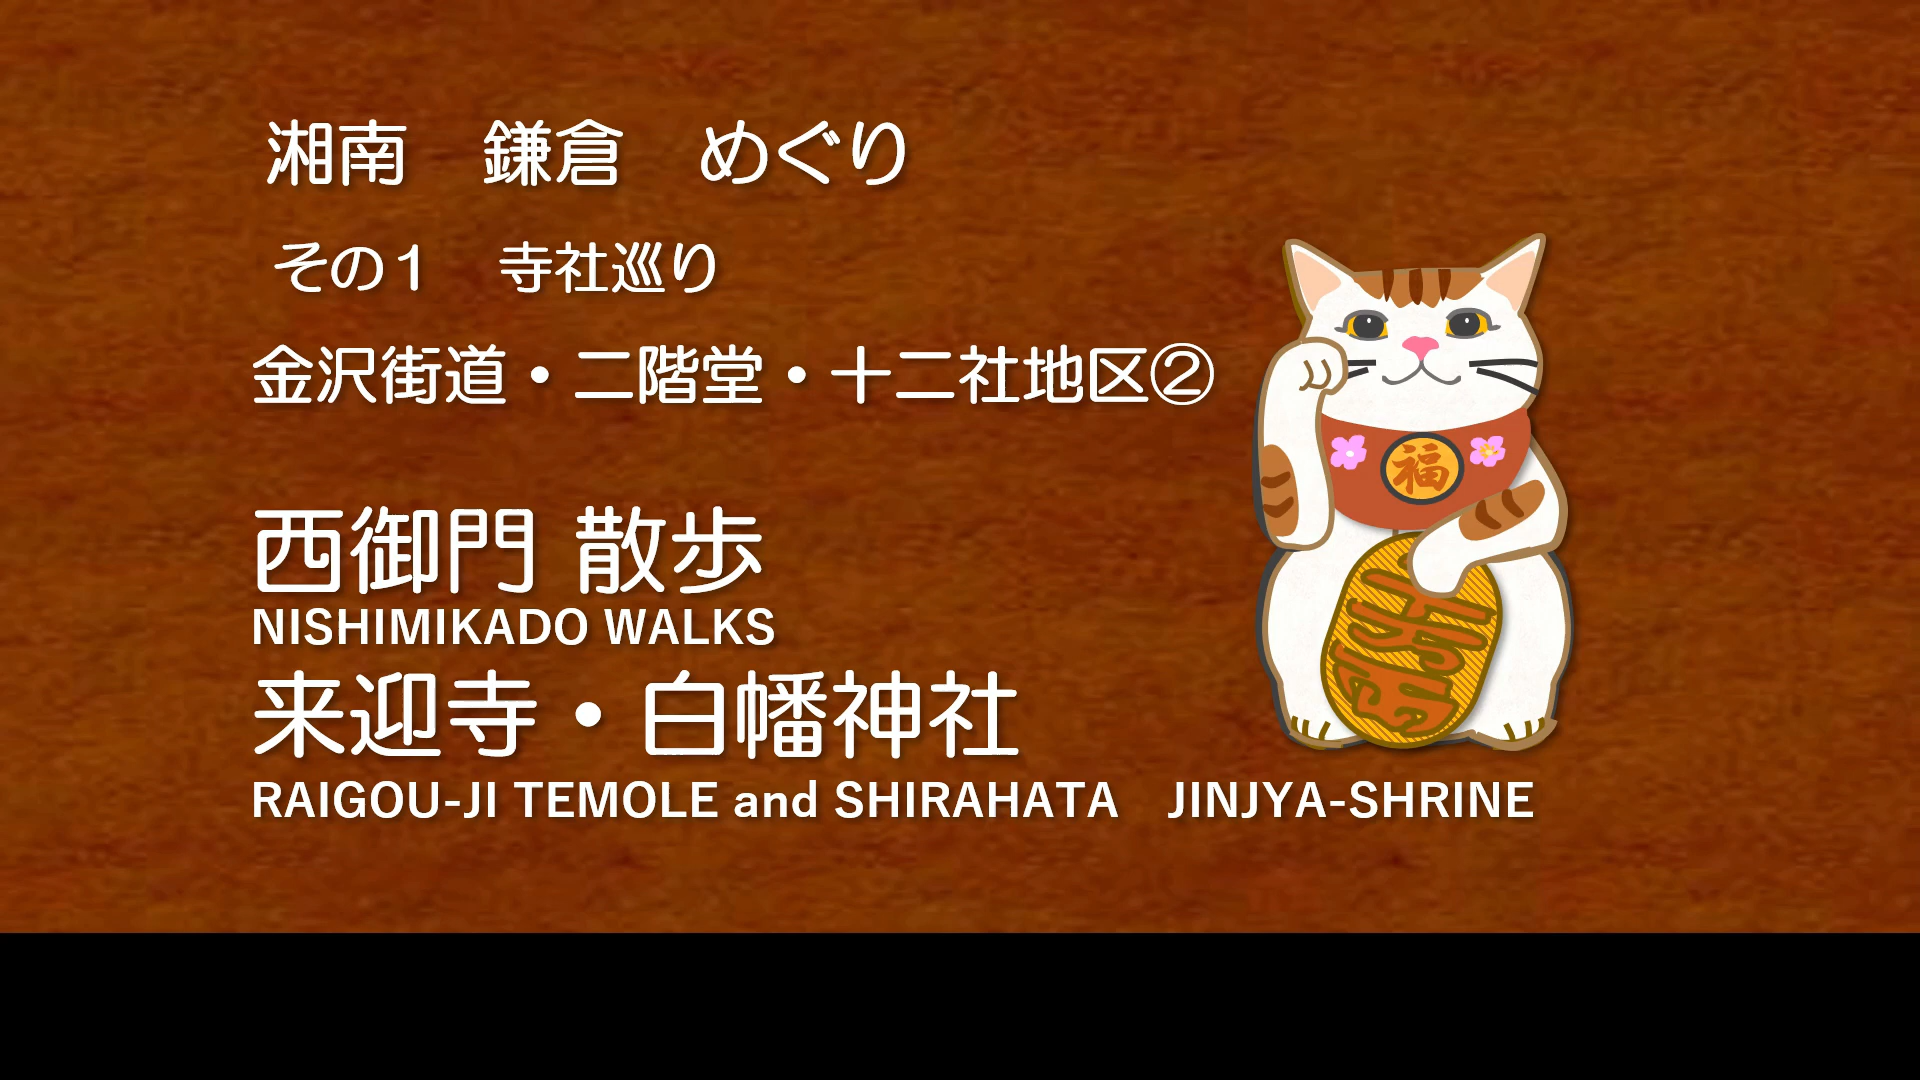 湘南　鎌倉　めぐり
その１　寺社巡り
金沢街道・二階堂・十二社地区②
西御門 散歩
NISHIMIKADO WALKS
来迎寺・白幡神社
RAIGOU-JI TEMOLE and SHIRAHATA　JINJYA-SHRINE
福